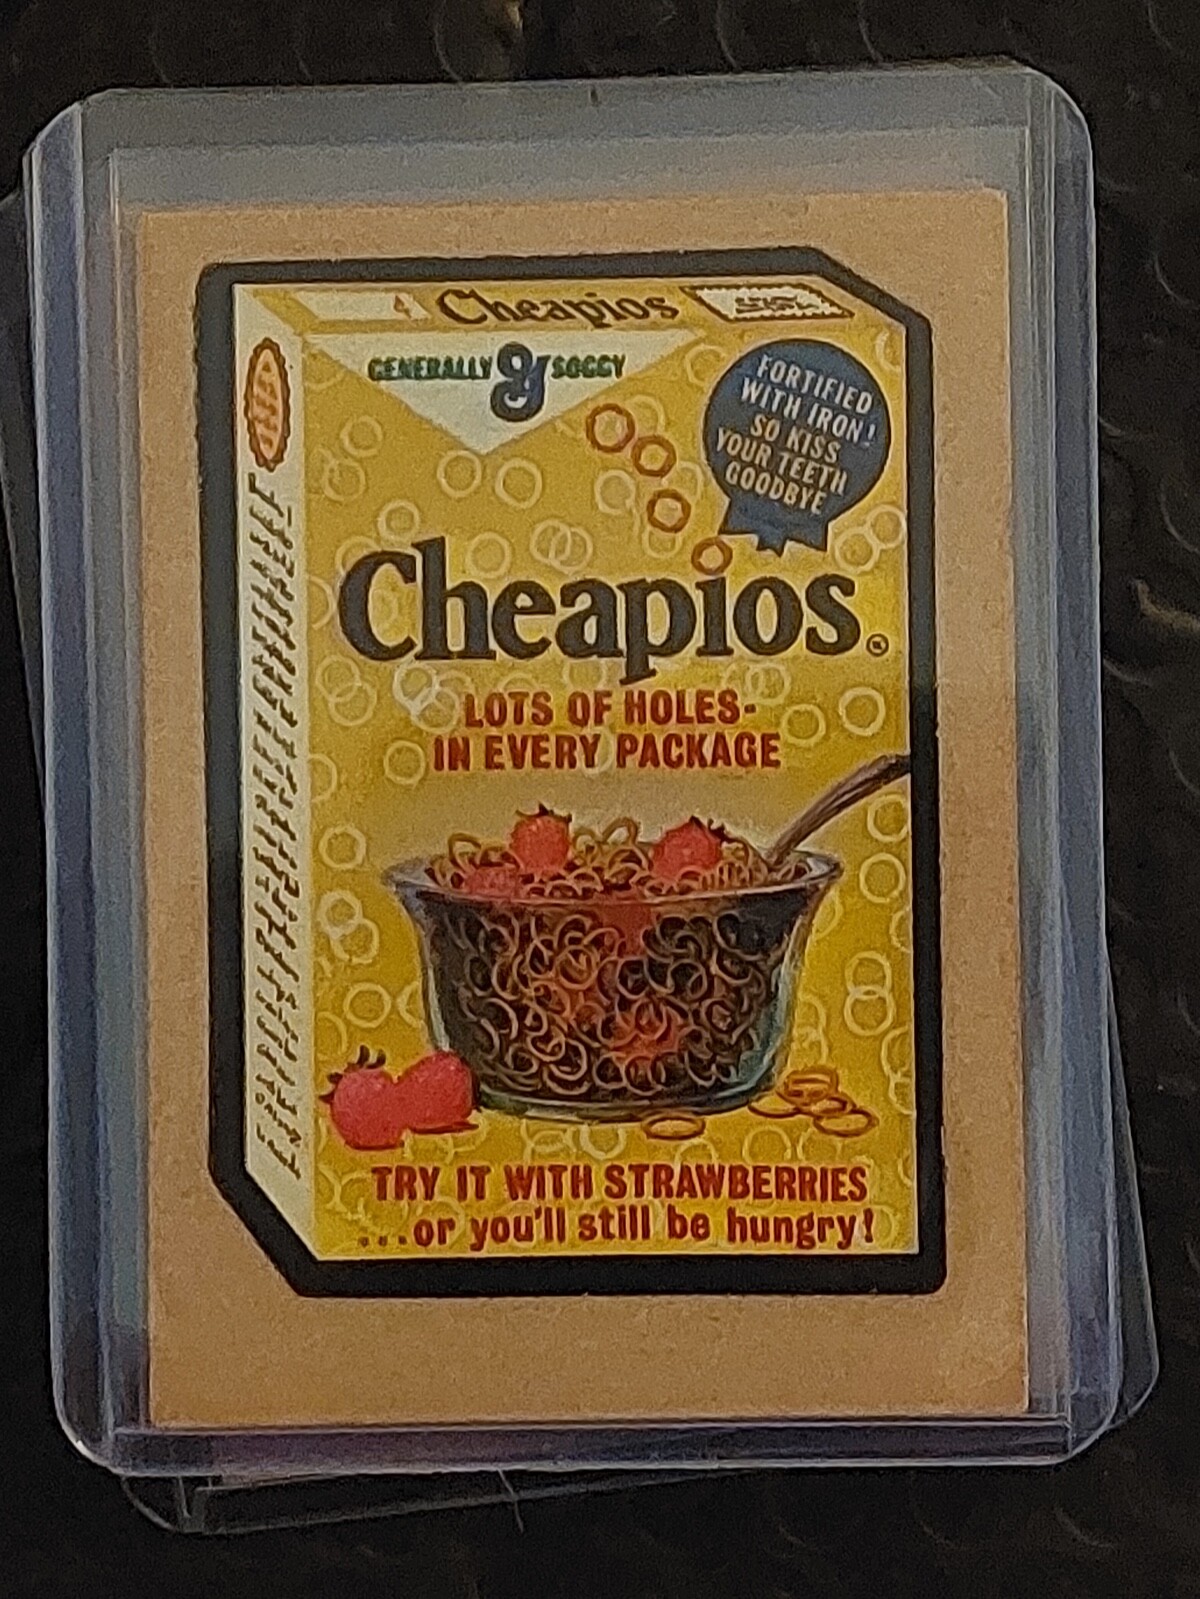 Cheapios
GENERALLY g SOGGY
FORTIFIED
WITH IRON!
SO KISS
YOUR TEETH
GOODBYE
Cheapios®
LOTS OF HOLES-
IN EVERY PACKAGE
TRY IT WITH STRAWBERRIES
...or you'll still be hungry!